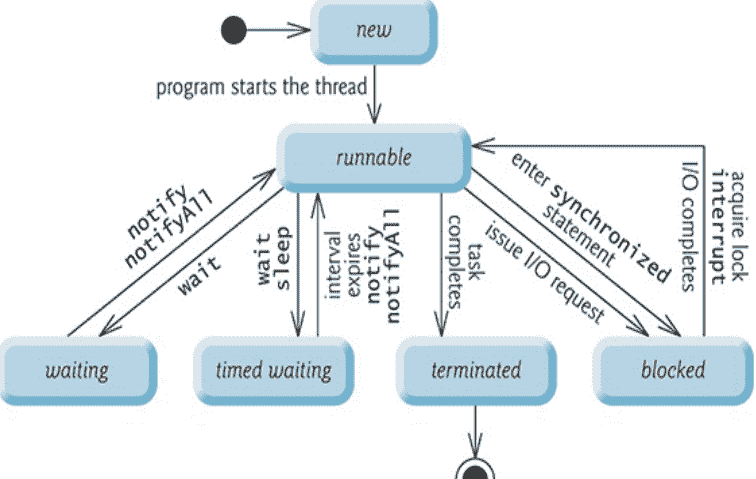 new
program starts the thread
runnable
notify
notifyAll
wait
wait
sleep
interval
expires
notify
notifyAll
task
completes
issue I/O request
enter synchronized
statement
I/O completes
interrupt
acquire lock
waiting
timed waiting
terminated
blocked